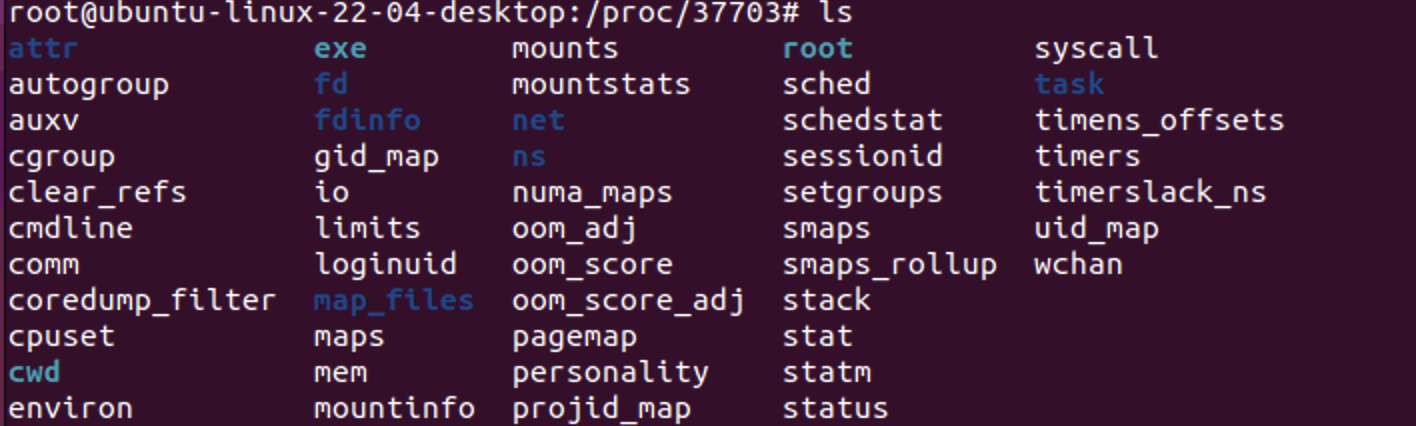 root@ubuntu-linux-22-04-desktop:/proc/37703# ls
attr exe mounts root syscall
autogroup fd mountstats sched task
auxv fdinfo net schedstat timens_offsets
cgroup gid_map ns sessionid timers
clear_refs io numa_maps setgroups timerslack_ns
cmdline limits oom_adj smaps uid_map
comm loginuid oom_score smaps_rollup wchan
coredump_filter map_files oom_score_adj stack
cpuset maps pagemap stat
cwd mem personality statm
environ mountinfo projid_map status